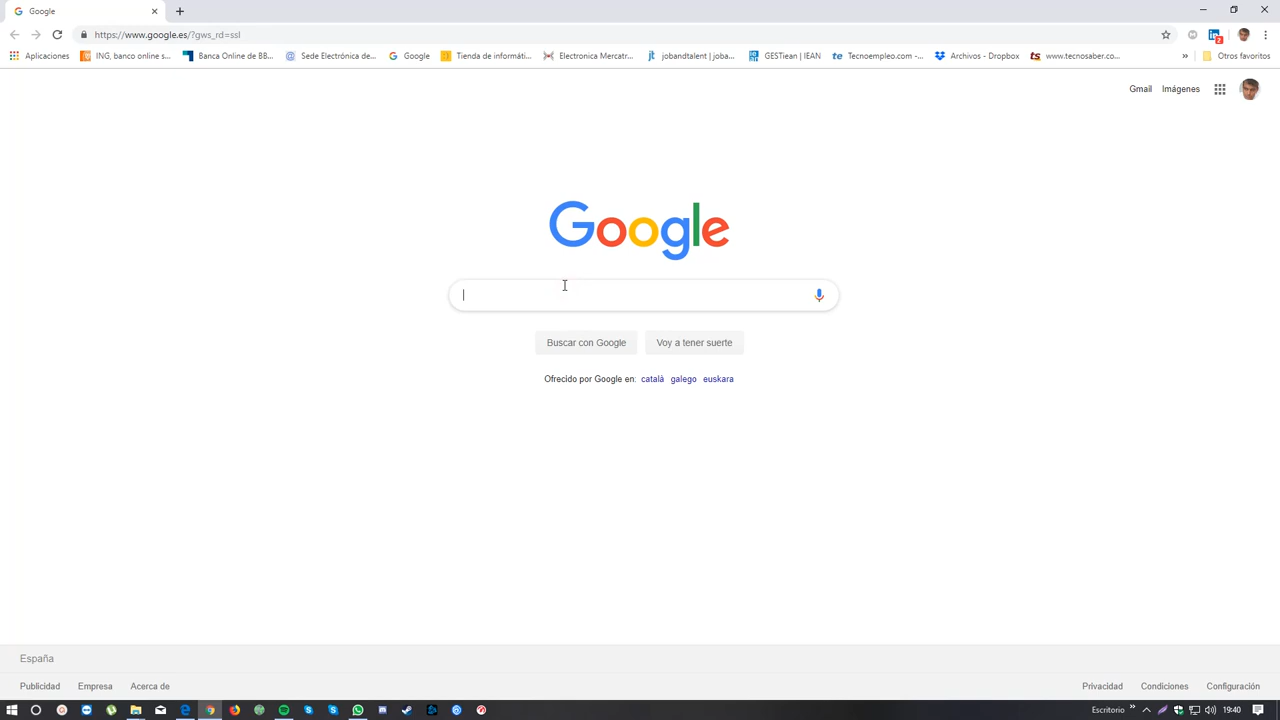 Google
https://www.google.es/?gws_rd=ssl
Aplicaciones
ING, banco online s...
Banca Online de BB...
Sede Electrónica de...
Google
Tienda de informáti...
Electronica Mercatr...
jobandtalent | joba...
GESTiean | IEAN
Tecnoempleo.com -...
Archivos - Dropbox
www.tecnosaber.co...
Otros favoritos
Gmail
Imágenes
Google
Buscar con Google
Voy a tener suerte
Ofrecido por Google en: català galego euskara
España
Publicidad
Empresa
Acerca de
Privacidad
Condiciones
Configuración
Escritorio
19:40